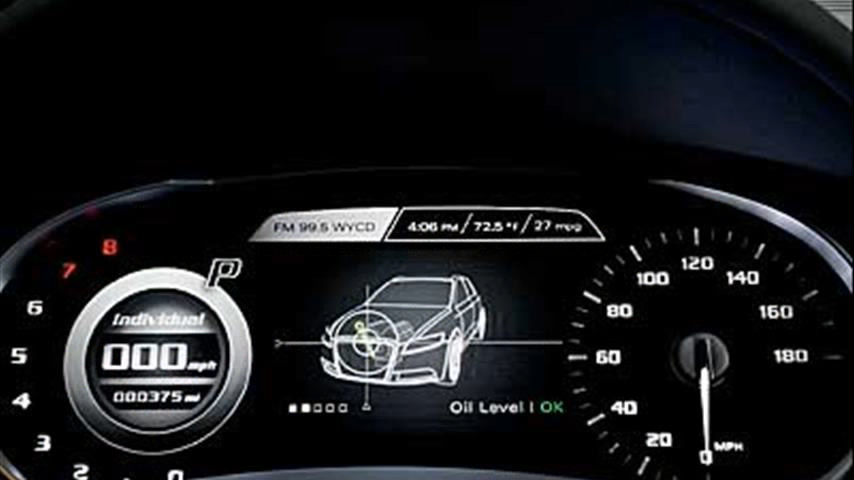 FM 99.5 WYCD 4:06 PM / 72.5 °F / 27 mpg
P
8
7
6
5
4
3
2
0
Individual
000 mph
000375 mi
Oil Level | OK
20
40
60
80
100
120
140
160
180
0
MPH